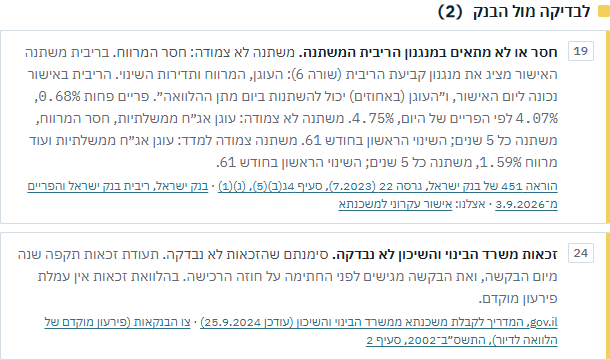 לבדיקה מול הבנק (2)
19
חסר או לא מתאים במנגנון הריבית המשתנה. משתנה לא צמודה: חסר המרווח. בריבית משתנה
האישור מציג את מנגנון קביעת הריבית (שורה 6): העוגן, המרווח ותדירות השינוי. הריבית באישור
נכונה ליום האישור, ו״העוגן (באחוזים) יכול להשתנות ביום מתן ההלוואה״. פריים פחות 0.68%,
4.07% לפי הפריים של היום, 4.75%. משתנה לא צמודה: עוגן אג״ח ממשלתיות, חסר המרווח,
משתנה כל 5 שנים; השינוי הראשון בחודש 61. משתנה צמודה למדד: עוגן אג״ח ממשלתיות ועוד
מרווח 1.59%, משתנה כל 5 שנים; השינוי הראשון בחודש 61.
הוראה 451 של בנק ישראל, גרסה 22 (7.2023), סעיף 4ג(ב)(5), (ג)(1) · בנק ישראל, ריבית בנק ישראל והפריים
מ־3.9.2026 · אצלנו: אישור עקרוני למשכנתא
24
זכאות משרד הבינוי והשיכון לא נבדקה. סימנתם שהזכאות לא נבדקה. תעודת זכאות תקפה שנה
מיום הבקשה, ואת הבקשה מגישים לפני החתימה על חוזה הרכישה. בהלוואת זכאות אין עמלת
פירעון מוקדם.
gov.il, המדריך לקבלת משכנתא ממשרד הבינוי והשיכון (עודכן 25.9.2024) · צו הבנקאות (פירעון מוקדם של
הלוואה לדיור), התשס״ב־2002, סעיף 2